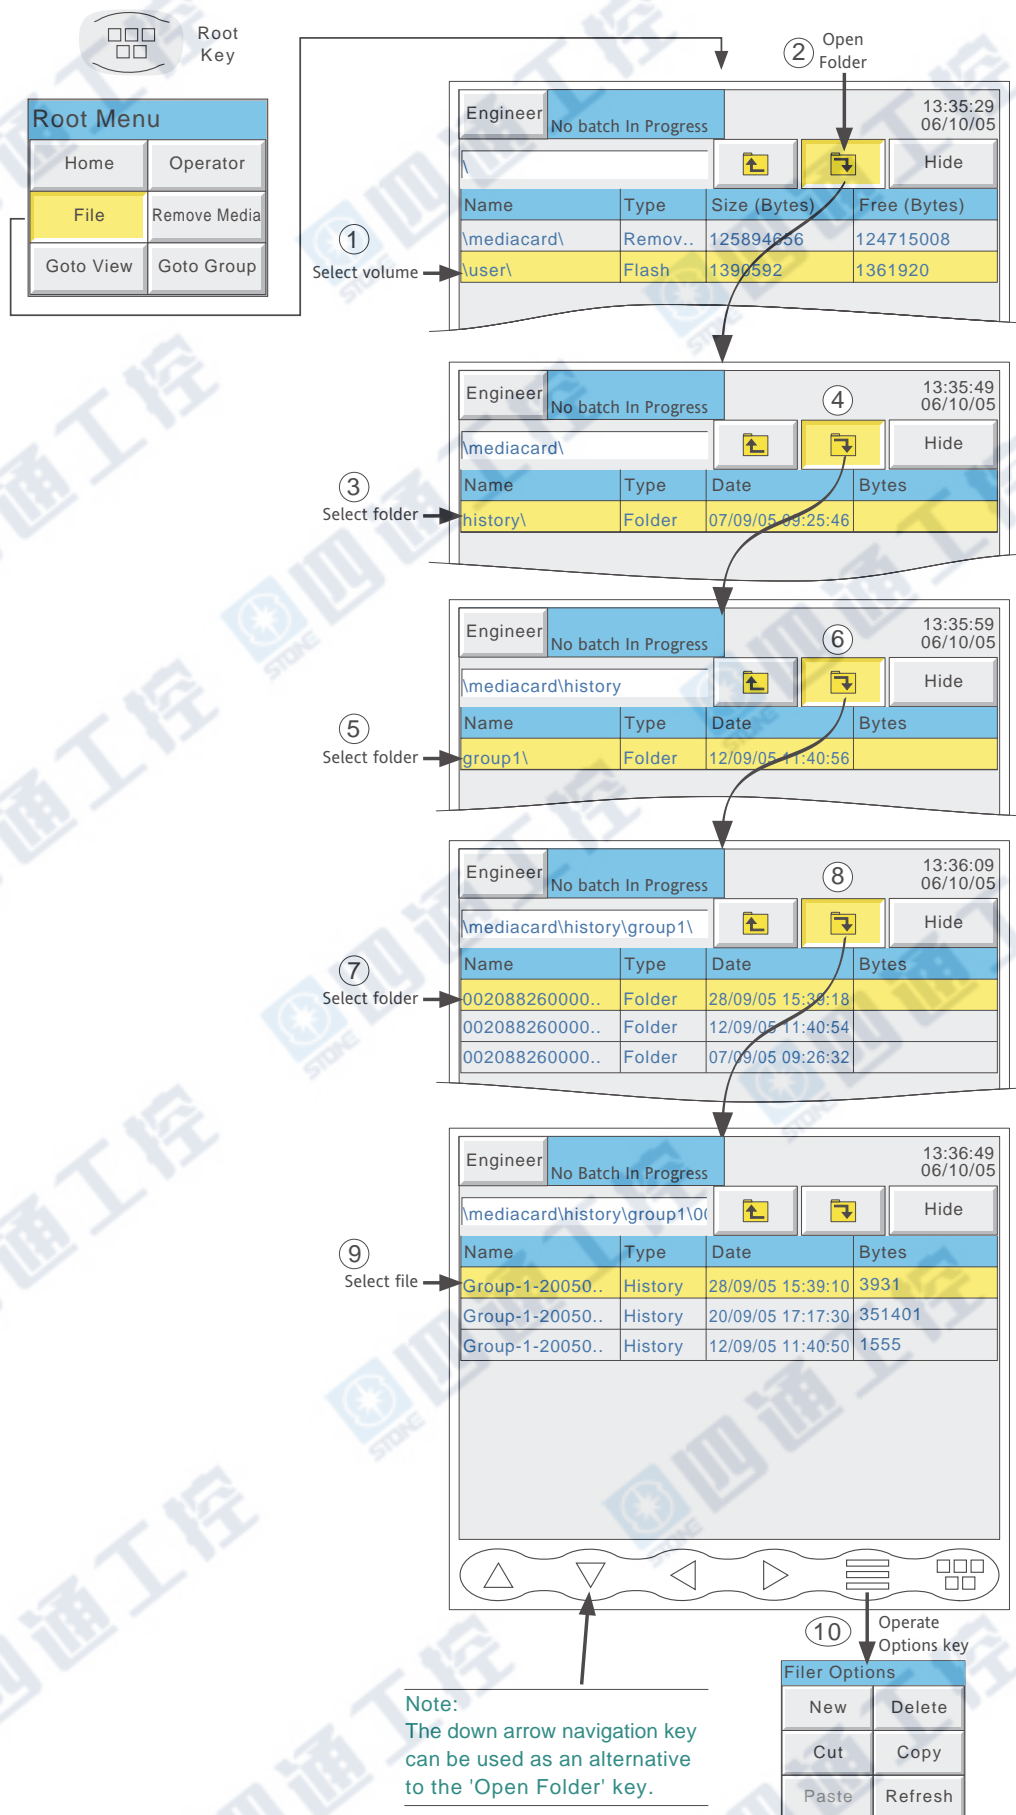 Root
Key
Root Menu
Home
Operator
File
Remove Media
Goto View
Goto Group
2
Open
Folder
Engineer
No batch In Progress
13:35:29
06/10/05
\
Hide
Name
Type
Size (Bytes)
Free (Bytes)
\mediacard\
Remov..
125894656
124715008
1
Select volume
\user\
Flash
1390592
1361920
Engineer
No batch In Progress
4
13:35:49
06/10/05
\mediacard\
Hide
Name
Type
Date
Bytes
3
Select folder
history\
Folder
07/09/05 09:25:46
Engineer
No batch In Progress
6
13:35:59
06/10/05
\mediacard\history
Hide
Name
Type
Date
Bytes
5
Select folder
group1\
Folder
12/09/05 11:40:56
Engineer
No batch In Progress
8
13:36:09
06/10/05
\mediacard\history\group1\
Hide
Name
Type
Date
Bytes
7
Select folder
002088260000..
Folder
28/09/05 15:39:18
002088260000..
Folder
12/09/05 11:40:54
002088260000..
Folder
07/09/05 09:26:32
Engineer
No Batch In Progress
13:36:49
06/10/05
\mediacard\history\group1\00
Hide
Name
Type
Date
Bytes
9
Select file
Group-1-20050..
History
28/09/05 15:39:10
3931
Group-1-20050..
History
20/09/05 17:17:30
351401
Group-1-20050..
History
12/09/05 11:40:50
1555
10
Operate
Options key
Filer Options
New
Delete
Cut
Copy
Paste
Refresh
Note:
The down arrow navigation key
can be used as an alternative
to the 'Open Folder' key.
四通工控
STONE